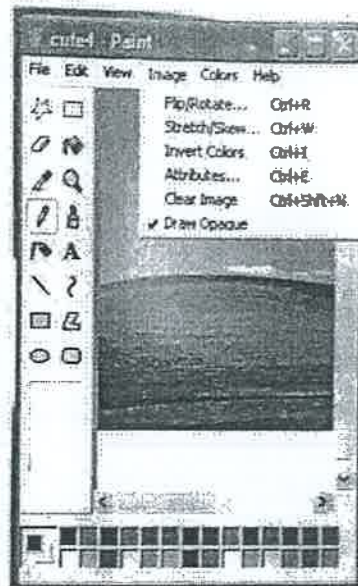 cute4 - Paint
File Edit View Image Colors Help
Flip/Rotate... Ctrl+R
Stretch/Skew... Ctrl+W
Invert Colors Ctrl+I
Attributes... Ctrl+E
Clear Image Ctrl+Shft+N
✔ Draw Opaque
A